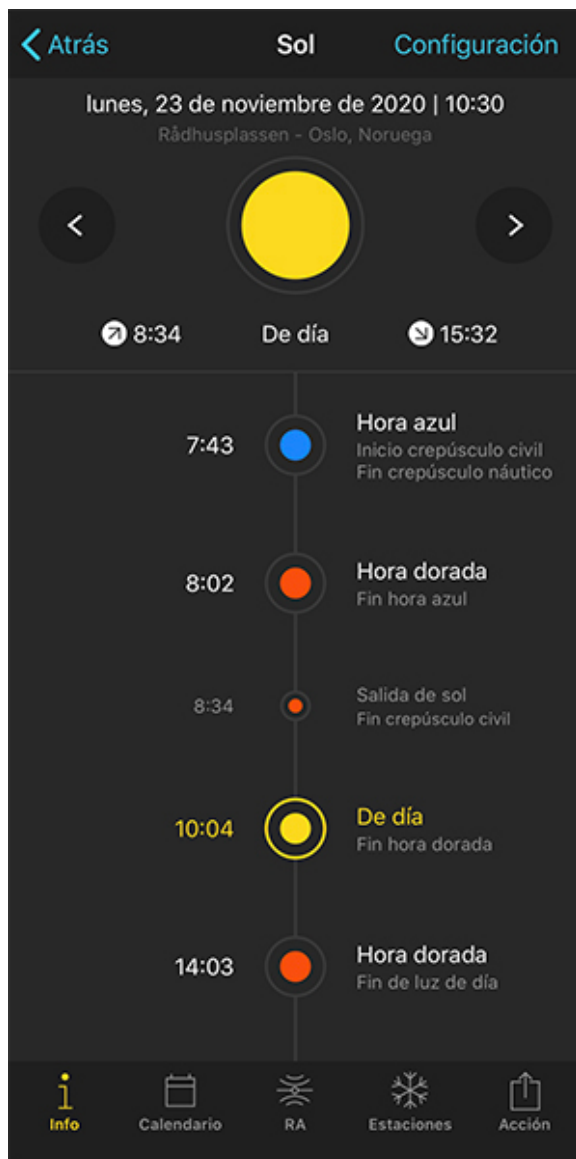 Atrás Sol Configuración
lunes, 23 de noviembre de 2020 | 10:30
Rådhusplassen - Oslo, Noruega
8:34 De día 15:32
7:43 Hora azul
Inicio crepúsculo civil
Fin crepúsculo náutico
8:02 Hora dorada
Fin hora azul
8:34 Salida de sol
Fin crepúsculo civil
10:04 De día
Fin hora dorada
14:03 Hora dorada
Fin de luz de día
Info Calendario RA Estaciones Acción